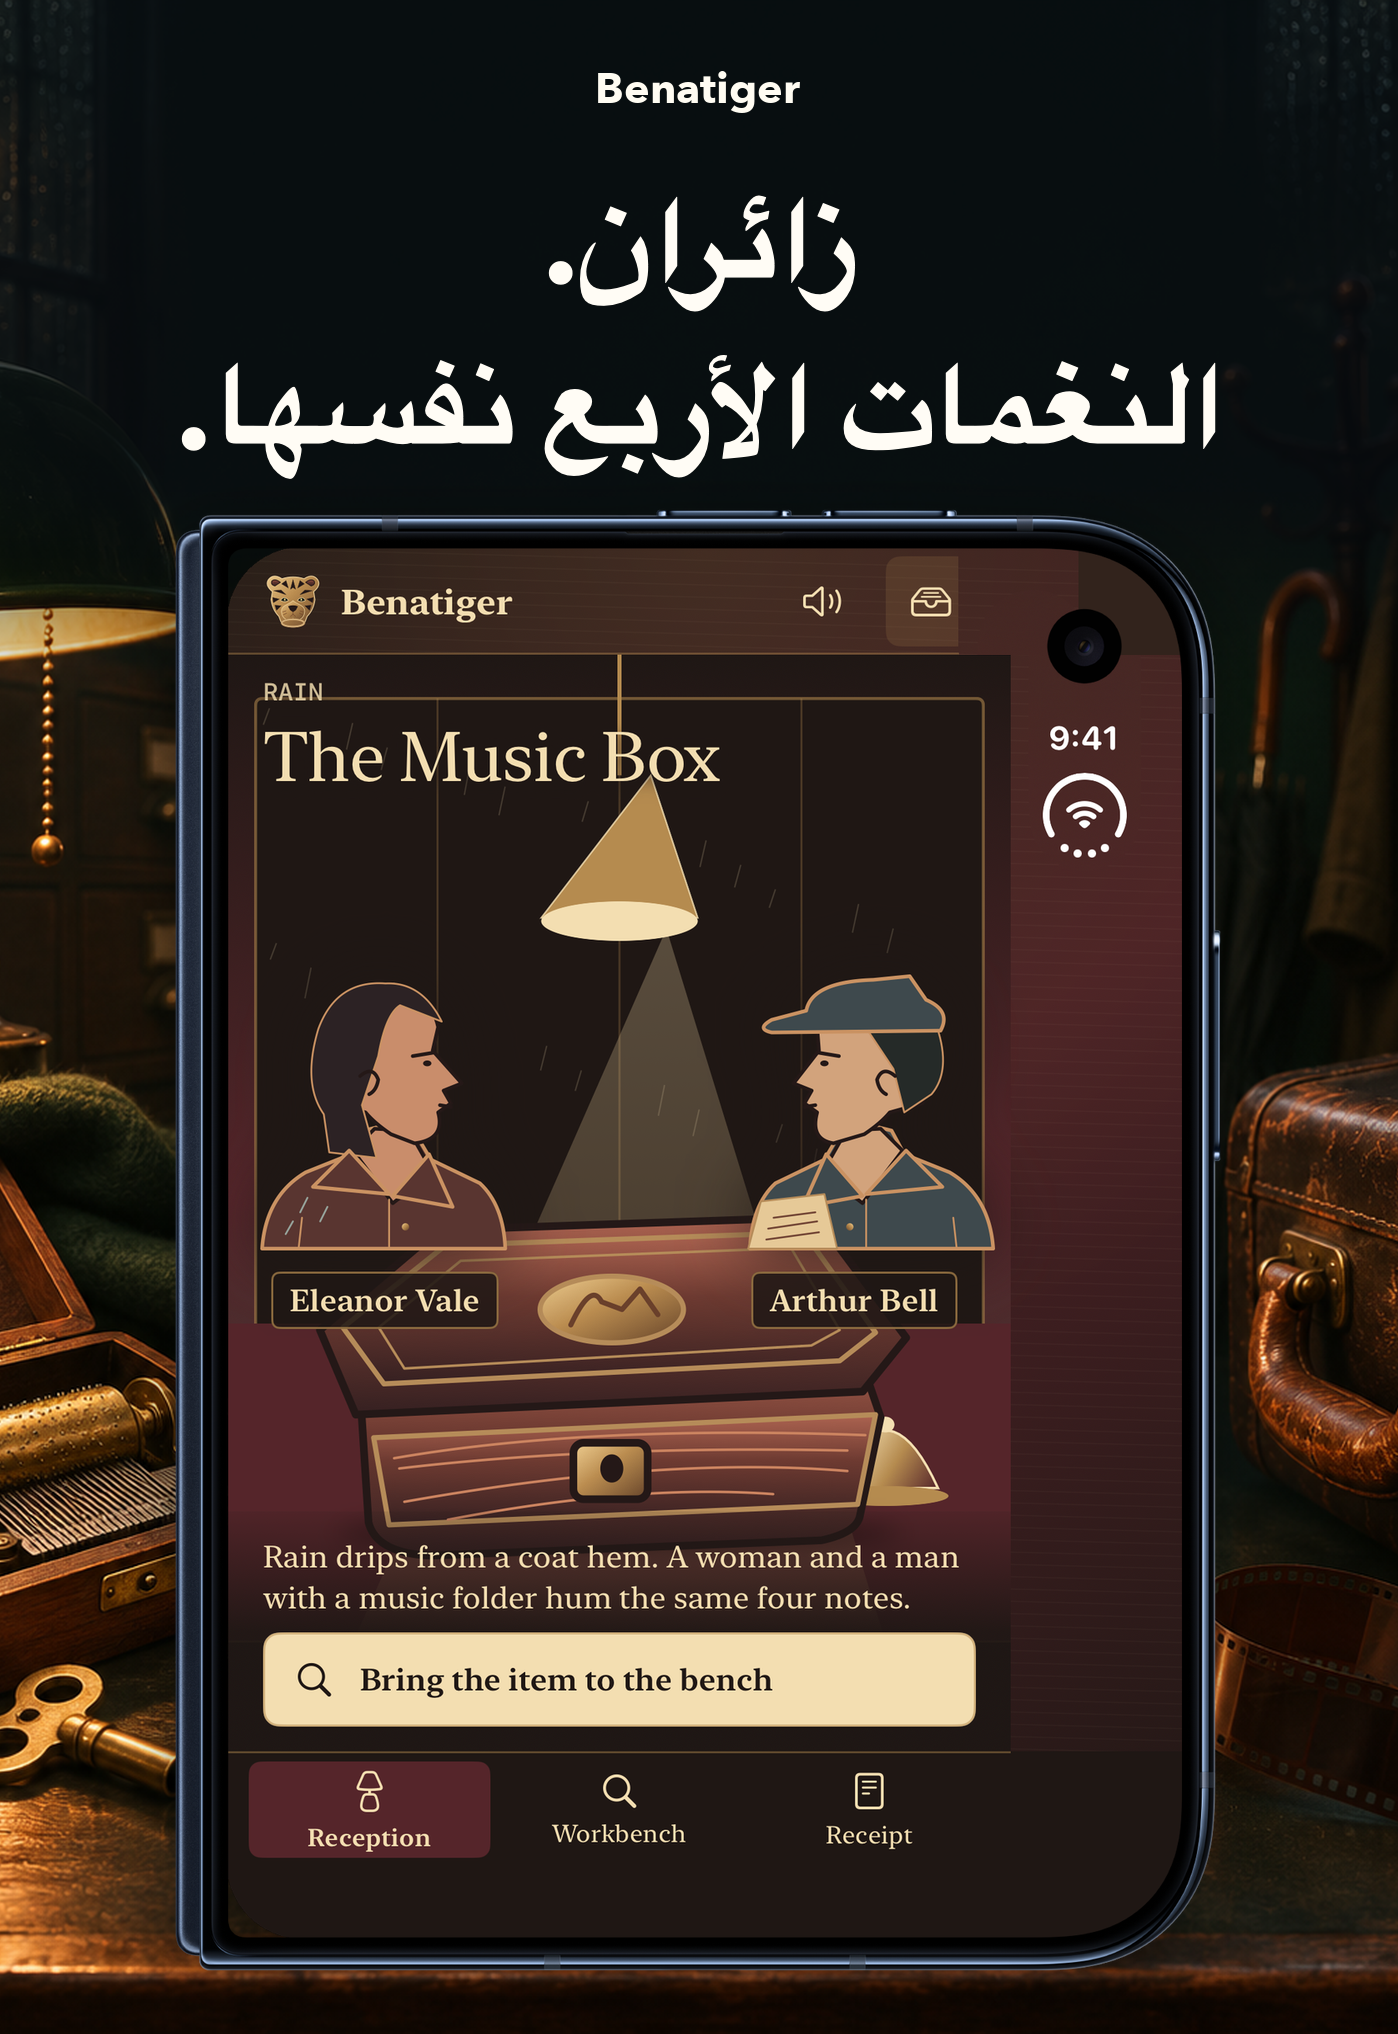 Benatiger
زائران.
النغمات الأربع نفسها.
Benatiger
9:41
RAIN
The Music Box
Eleanor Vale
Arthur Bell
Rain drips from a coat hem. A woman and a man
with a music folder hum the same four notes.
Bring the item to the bench
Reception
Workbench
Receipt